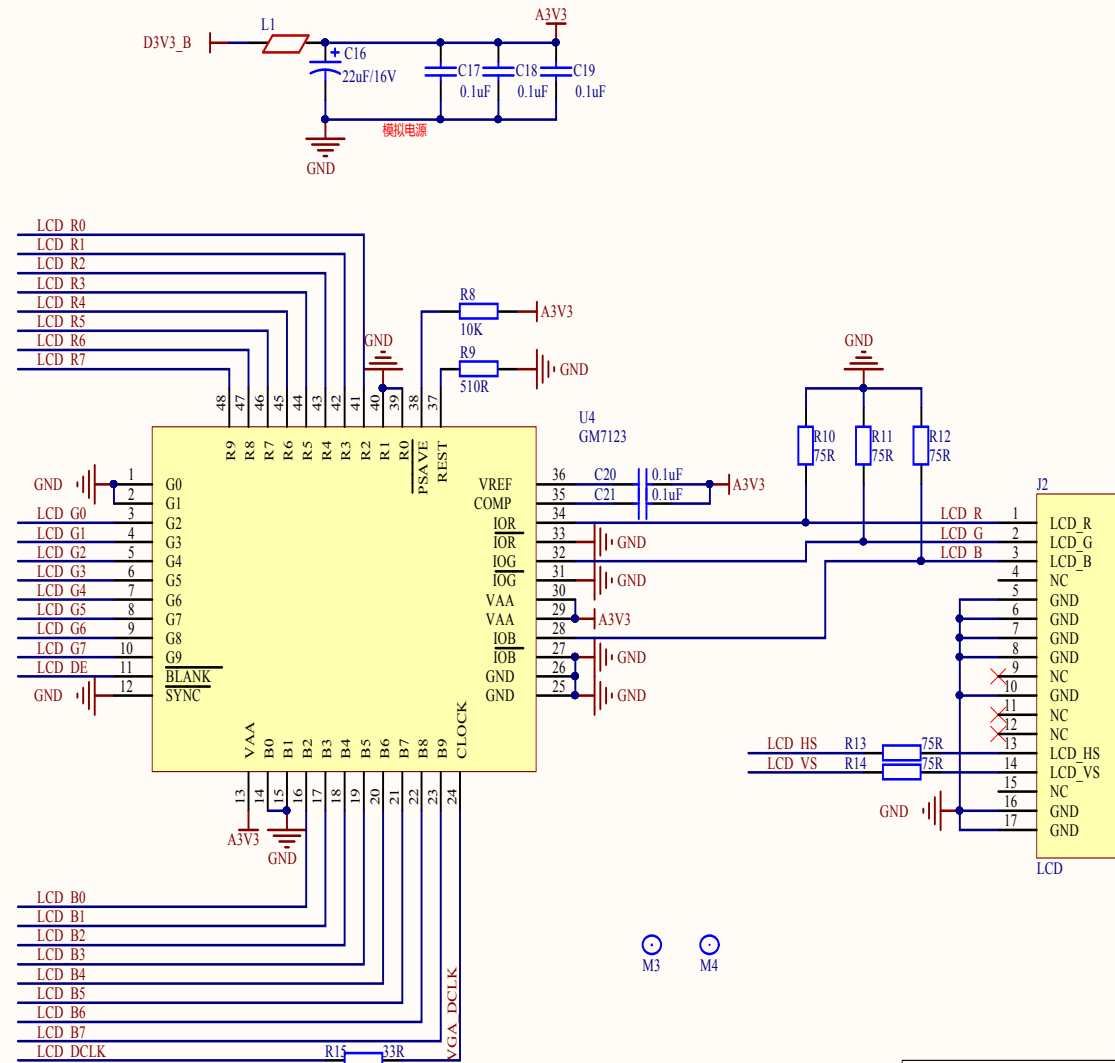 L1
A3V3
D3V3_B
C16
22uF/16V
C17
0.1uF
C18
0.1uF
C19
0.1uF
模拟电源
GND
LCD R0
LCD R1
LCD R2
LCD R3
LCD R4
LCD R5
LCD R6
LCD R7
R8
10K
A3V3
R9
510R
GND
GND
48
47
46
45
44
43
42
41
40
39
38
37
R9
R8
R7
R6
R5
R4
R3
R2
R1
R0
PSAVE
REST
U4
GM7123
GND
1 G0
2 G1
LCD G0 3 G2
LCD G1 4 G3
LCD G2 5 G4
LCD G3 6 G5
LCD G4 7 G6
LCD G5 8 G7
LCD G6 9 G8
LCD G7 10 G9
LCD DE 11 BLANK
GND 12 SYNC
VREF 36 C20 0.1uF
COMP 35 C21 0.1uF
A3V3
IOR 34
IOR 33 GND
IOG 32
IOG 31 GND
VAA 30
VAA 29 A3V3
IOB 28
IOB 27 GND
GND 26
GND 25 GND
VAA
B0
B1
B2
B3
B4
B5
B6
B7
B8
B9
CLOCK
13
14
15
16
17
18
19
20
21
22
23
24
A3V3
GND
GND
R10
75R
R11
75R
R12
75R
J2
LCD R 1 LCD_R
LCD G 2 LCD_G
LCD B 3 LCD_B
4 NC
5 GND
6 GND
7 GND
8 GND
9 NC
10 GND
11 NC
12 NC
LCD HS R13 75R 13 LCD_HS
LCD VS R14 75R 14 LCD_VS
15 NC
GND 16 GND
17 GND
LCD
LCD B0
LCD B1
LCD B2
LCD B3
LCD B4
LCD B5
LCD B6
LCD B7
LCD DCLK R15 33R
VGA DCLK
M3
M4